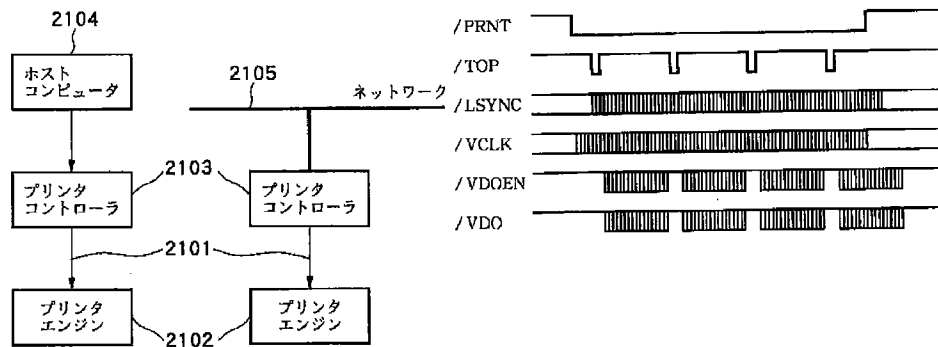 2104
ホスト
コンピュータ
2105
ネットワーク
プリンタ
コントローラ
2103
プリンタ
コントローラ
2101
プリンタ
エンジン
2102
プリンタ
エンジン
/PRNT
/TOP
/LSYNC
/VCLK
/VDOEN
/VDO